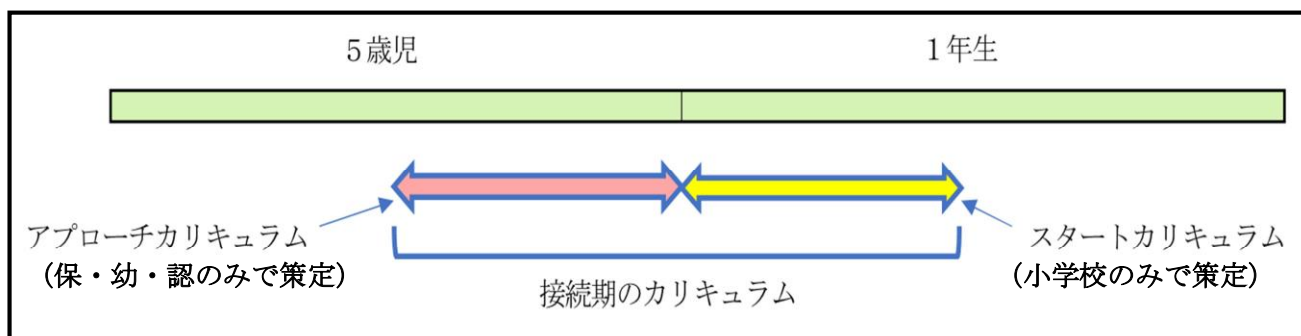 5歳児
1年生
アプローチカリキュラム
(保・幼・認のみで策定)
スタートカリキュラム
(小学校のみで策定)
接続期のカリキュラム